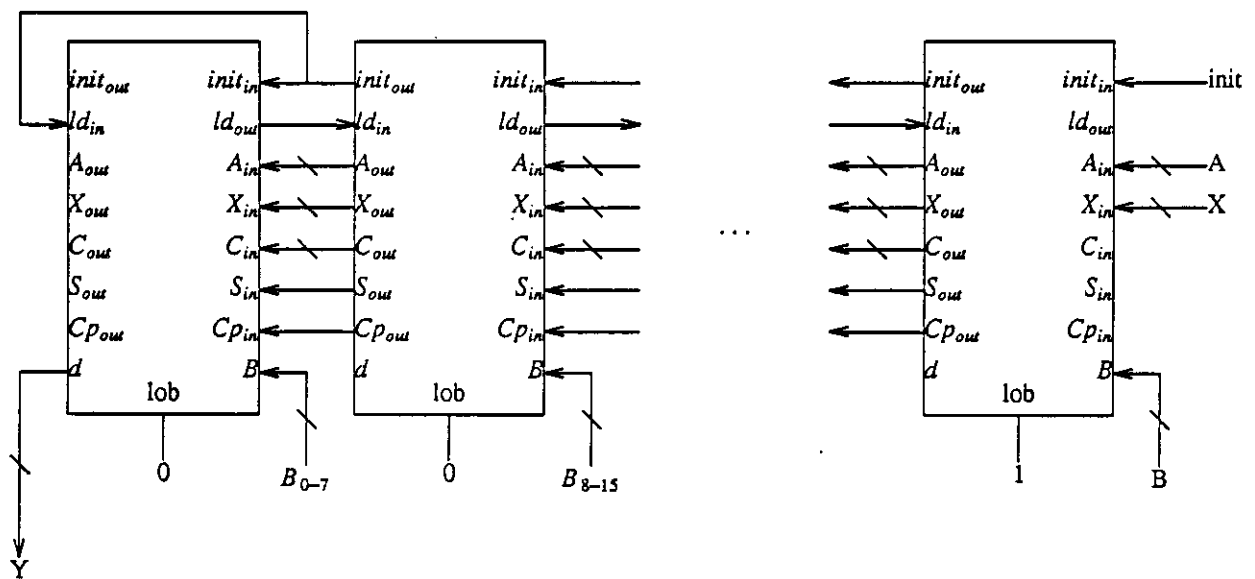 init_out init_in init_out init_in init_out init_in init
ld_in ld_out ld_in ld_out ld_in ld_out
A_out A_in A_out A_in A_out A_in A
X_out X_in X_out X_in X_out X_in X
...
C_out C_in C_out C_in C_out C_in
S_out S_in S_out S_in S_out S_in
Cp_out Cp_in Cp_out Cp_in Cp_out Cp_in
d B d B d B
lob lob lob
0 B_0–7 0 B_8–15 1 B
Y